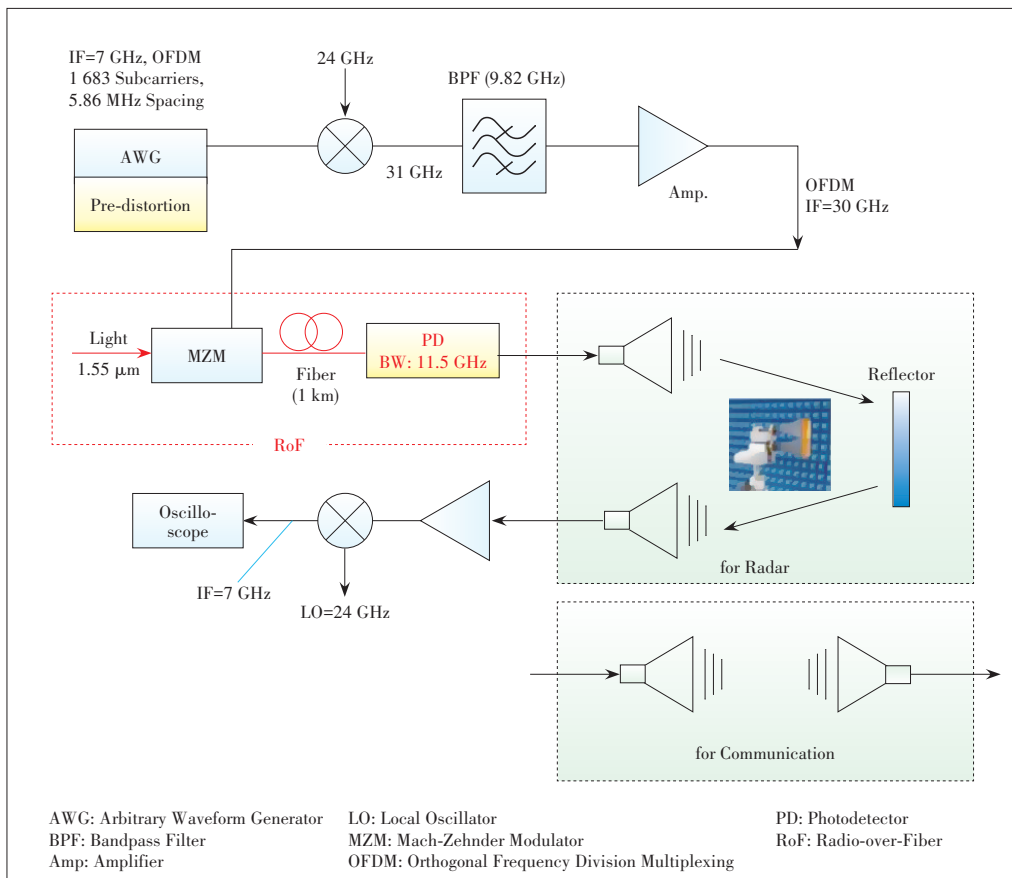 IF=7 GHz, OFDM
1 683 Subcarriers,
5.86 MHz Spacing
24 GHz
BPF (9.82 GHz)
AWG
Pre-distortion
31 GHz
Amp.
OFDM
IF=30 GHz
Light
1.55 μm
MZM
Fiber
(1 km)
PD
BW: 11.5 GHz
RoF
Reflector
for Radar
Oscillo-
scope
IF=7 GHz
LO=24 GHz
for Communication
AWG: Arbitrary Waveform Generator
BPF: Bandpass Filter
Amp: Amplifier
LO: Local Oscillator
MZM: Mach-Zehnder Modulator
OFDM: Orthogonal Frequency Division Multiplexing
PD: Photodetector
RoF: Radio-over-Fiber